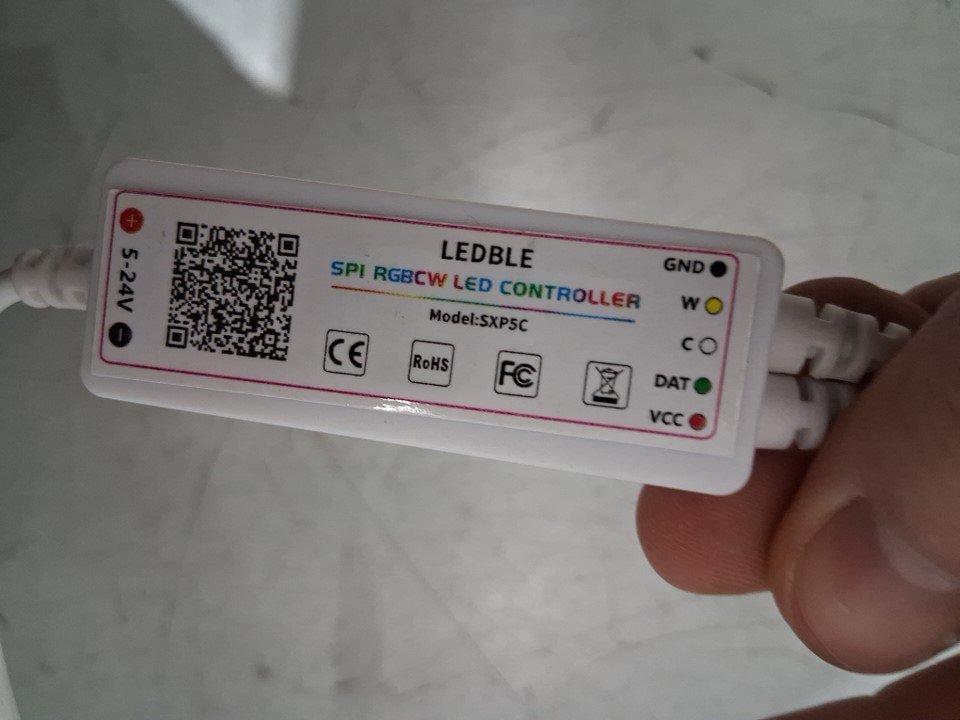 +
5-24V
-
LEDBLE
SPI RGBCW LED CONTROLLER
Model:SXP5C
CE
RoHS
FC
GND
W
C
DAT
VCC